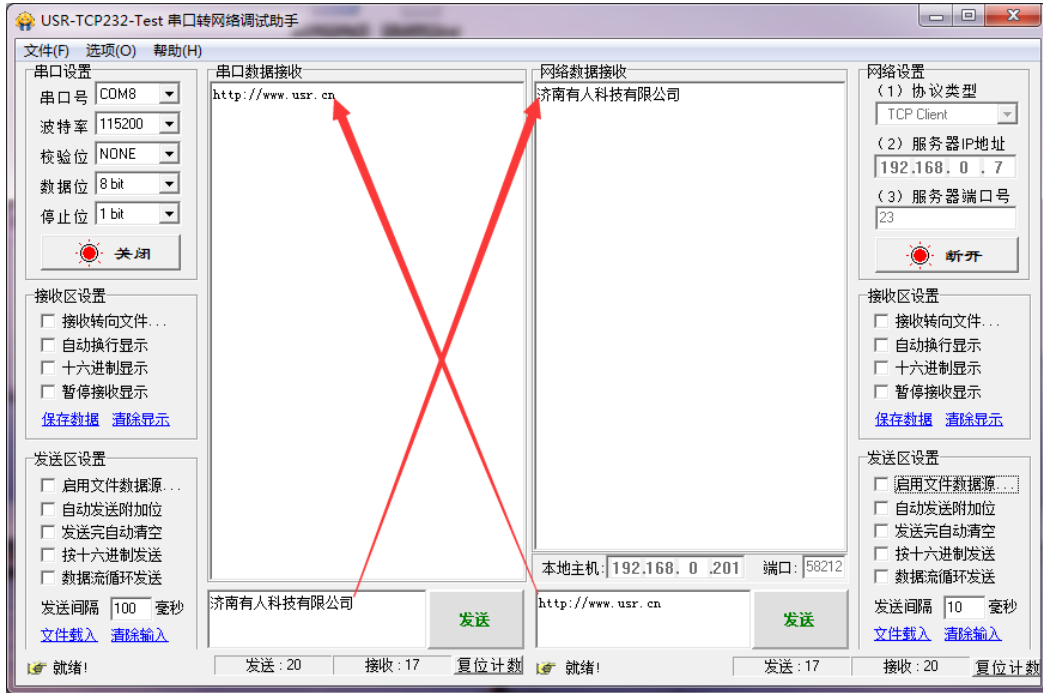 USR-TCP232-Test 串口转网络调试助手
文件(F) 选项(O) 帮助(H)
串口设置
串口号 COM8
波特率 115200
校验位 NONE
数据位 8 bit
停止位 1 bit
关闭
接收区设置
接收转向文件...
自动换行显示
十六进制显示
暂停接收显示
保存数据 清除显示
发送区设置
启用文件数据源...
自动发送附加位
发送完自动清空
按十六进制发送
数据流循环发送
发送间隔 100 毫秒
文件载入 清除输入
就绪!
串口数据接收
http://www.usr.cn
济南有人科技有限公司
发送
发送 : 20 接收 : 17 复位计数
网络数据接收
济南有人科技有限公司
本地主机: 192.168. 0 .201 端口: 58212
http://www.usr.cn
发送
就绪!
发送 : 17 接收 : 20 复位计数
网络设置
(1) 协议类型
TCP Client
(2) 服务器IP地址
192.168. 0 . 7
(3) 服务器端口号
23
断开
接收区设置
接收转向文件...
自动换行显示
十六进制显示
暂停接收显示
保存数据 清除显示
发送区设置
启用文件数据源...
自动发送附加位
发送完自动清空
按十六进制发送
数据流循环发送
发送间隔 10 毫秒
文件载入 清除输入